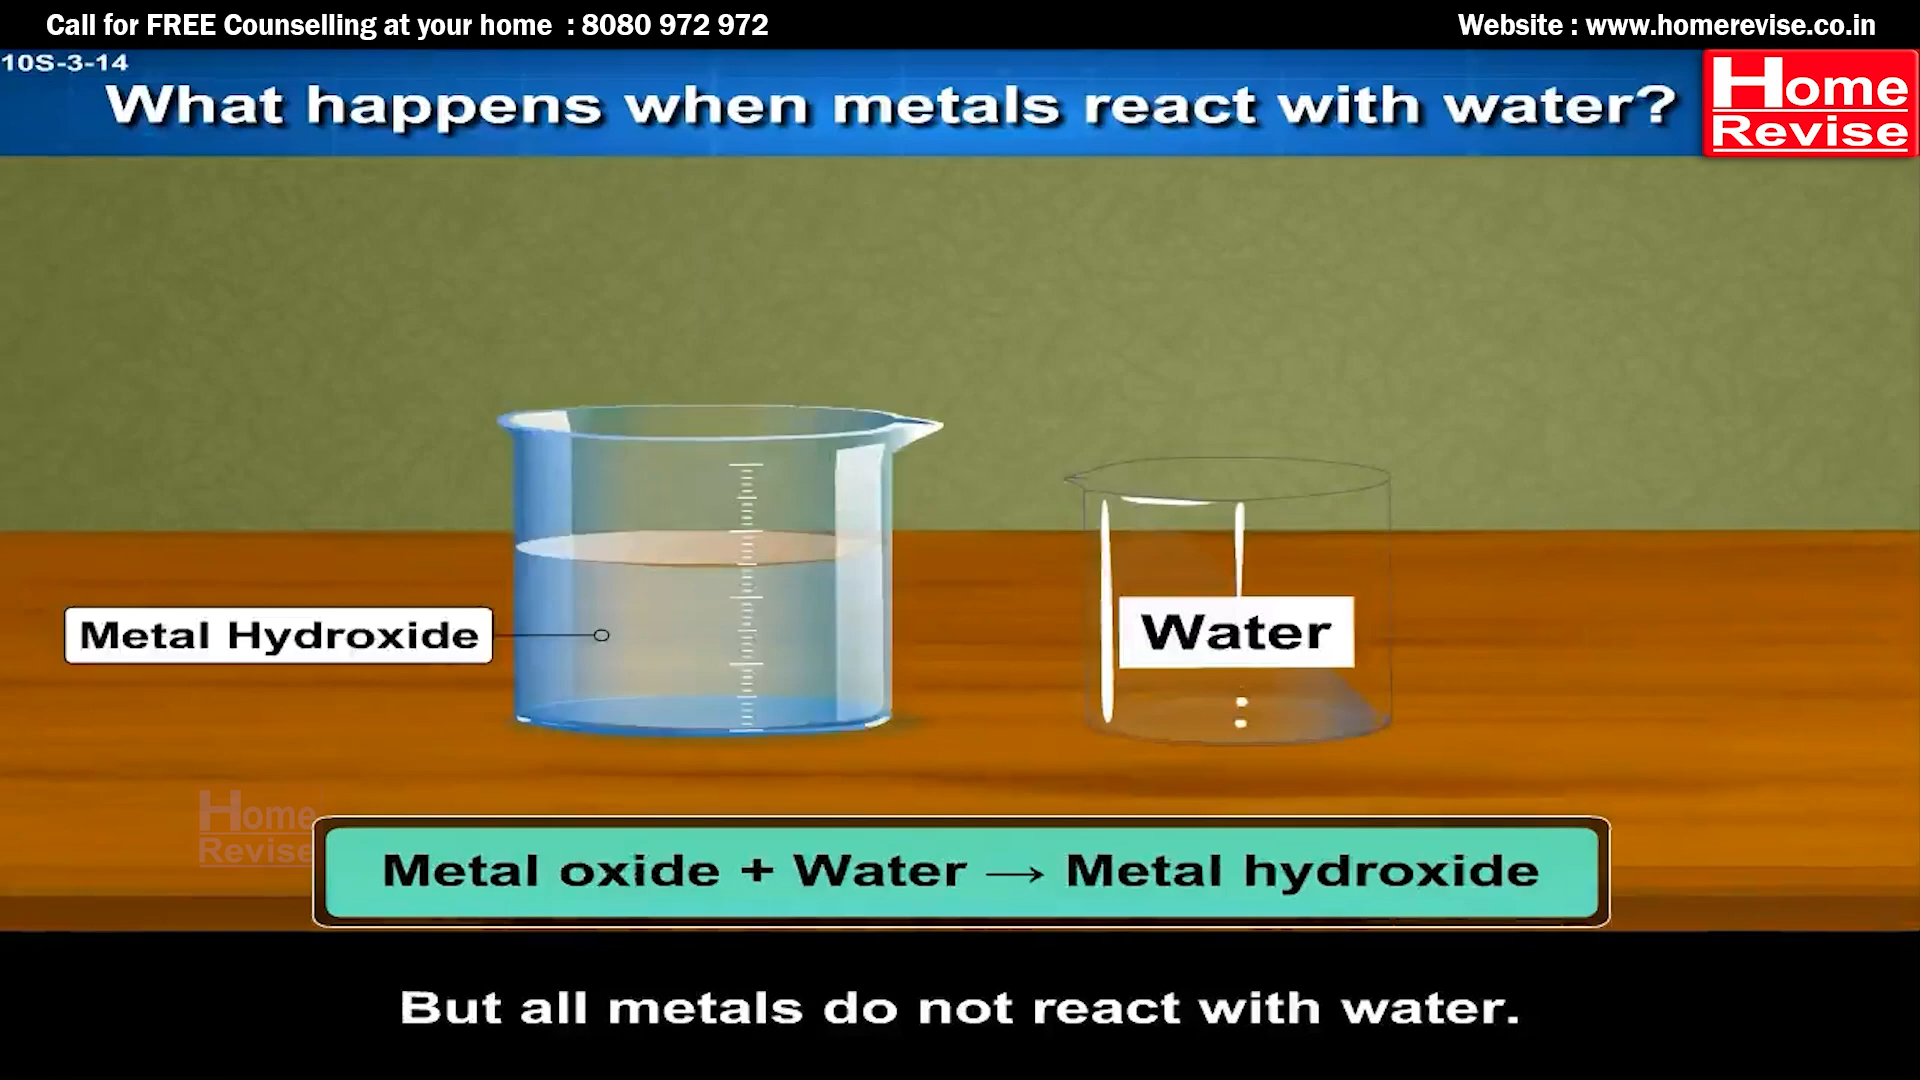 Call for FREE Counselling at your home : 8080 972 972
Website : www.homerevise.co.in
10S-3-14
What happens when metals react with water?
Home
Revise
Metal Hydroxide
Water
Home
Revise
Metal oxide + Water → Metal hydroxide
But all metals do not react with water.